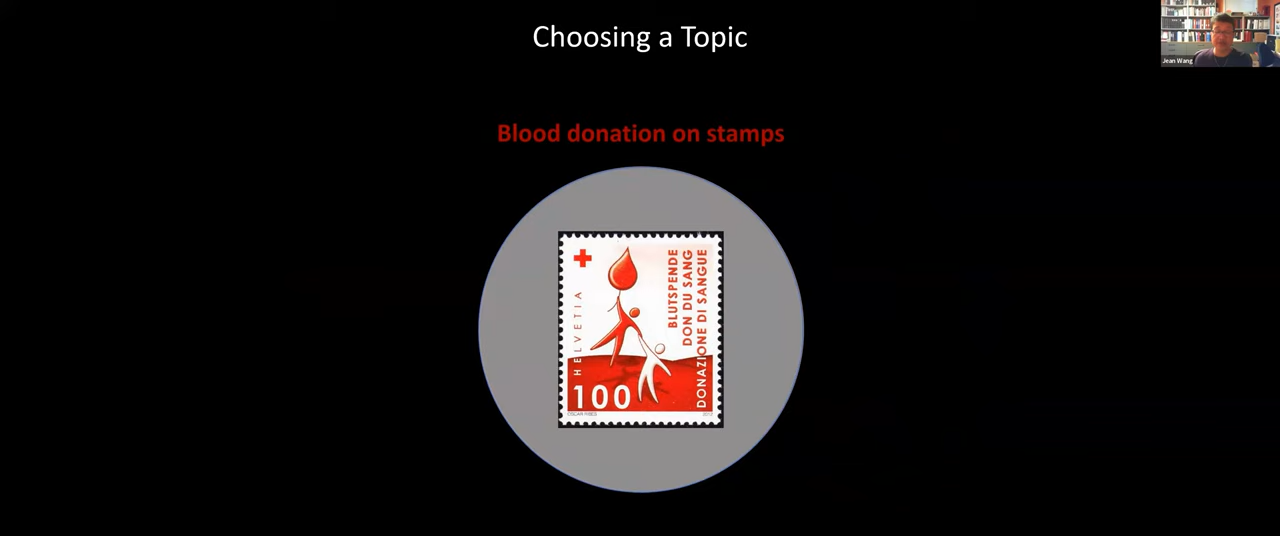 Choosing a Topic
Jean Wang
Blood donation on stamps
HELVETIA
BLUTSPENDE
DON DU SANG
DONAZIONE DI SANGUE
100